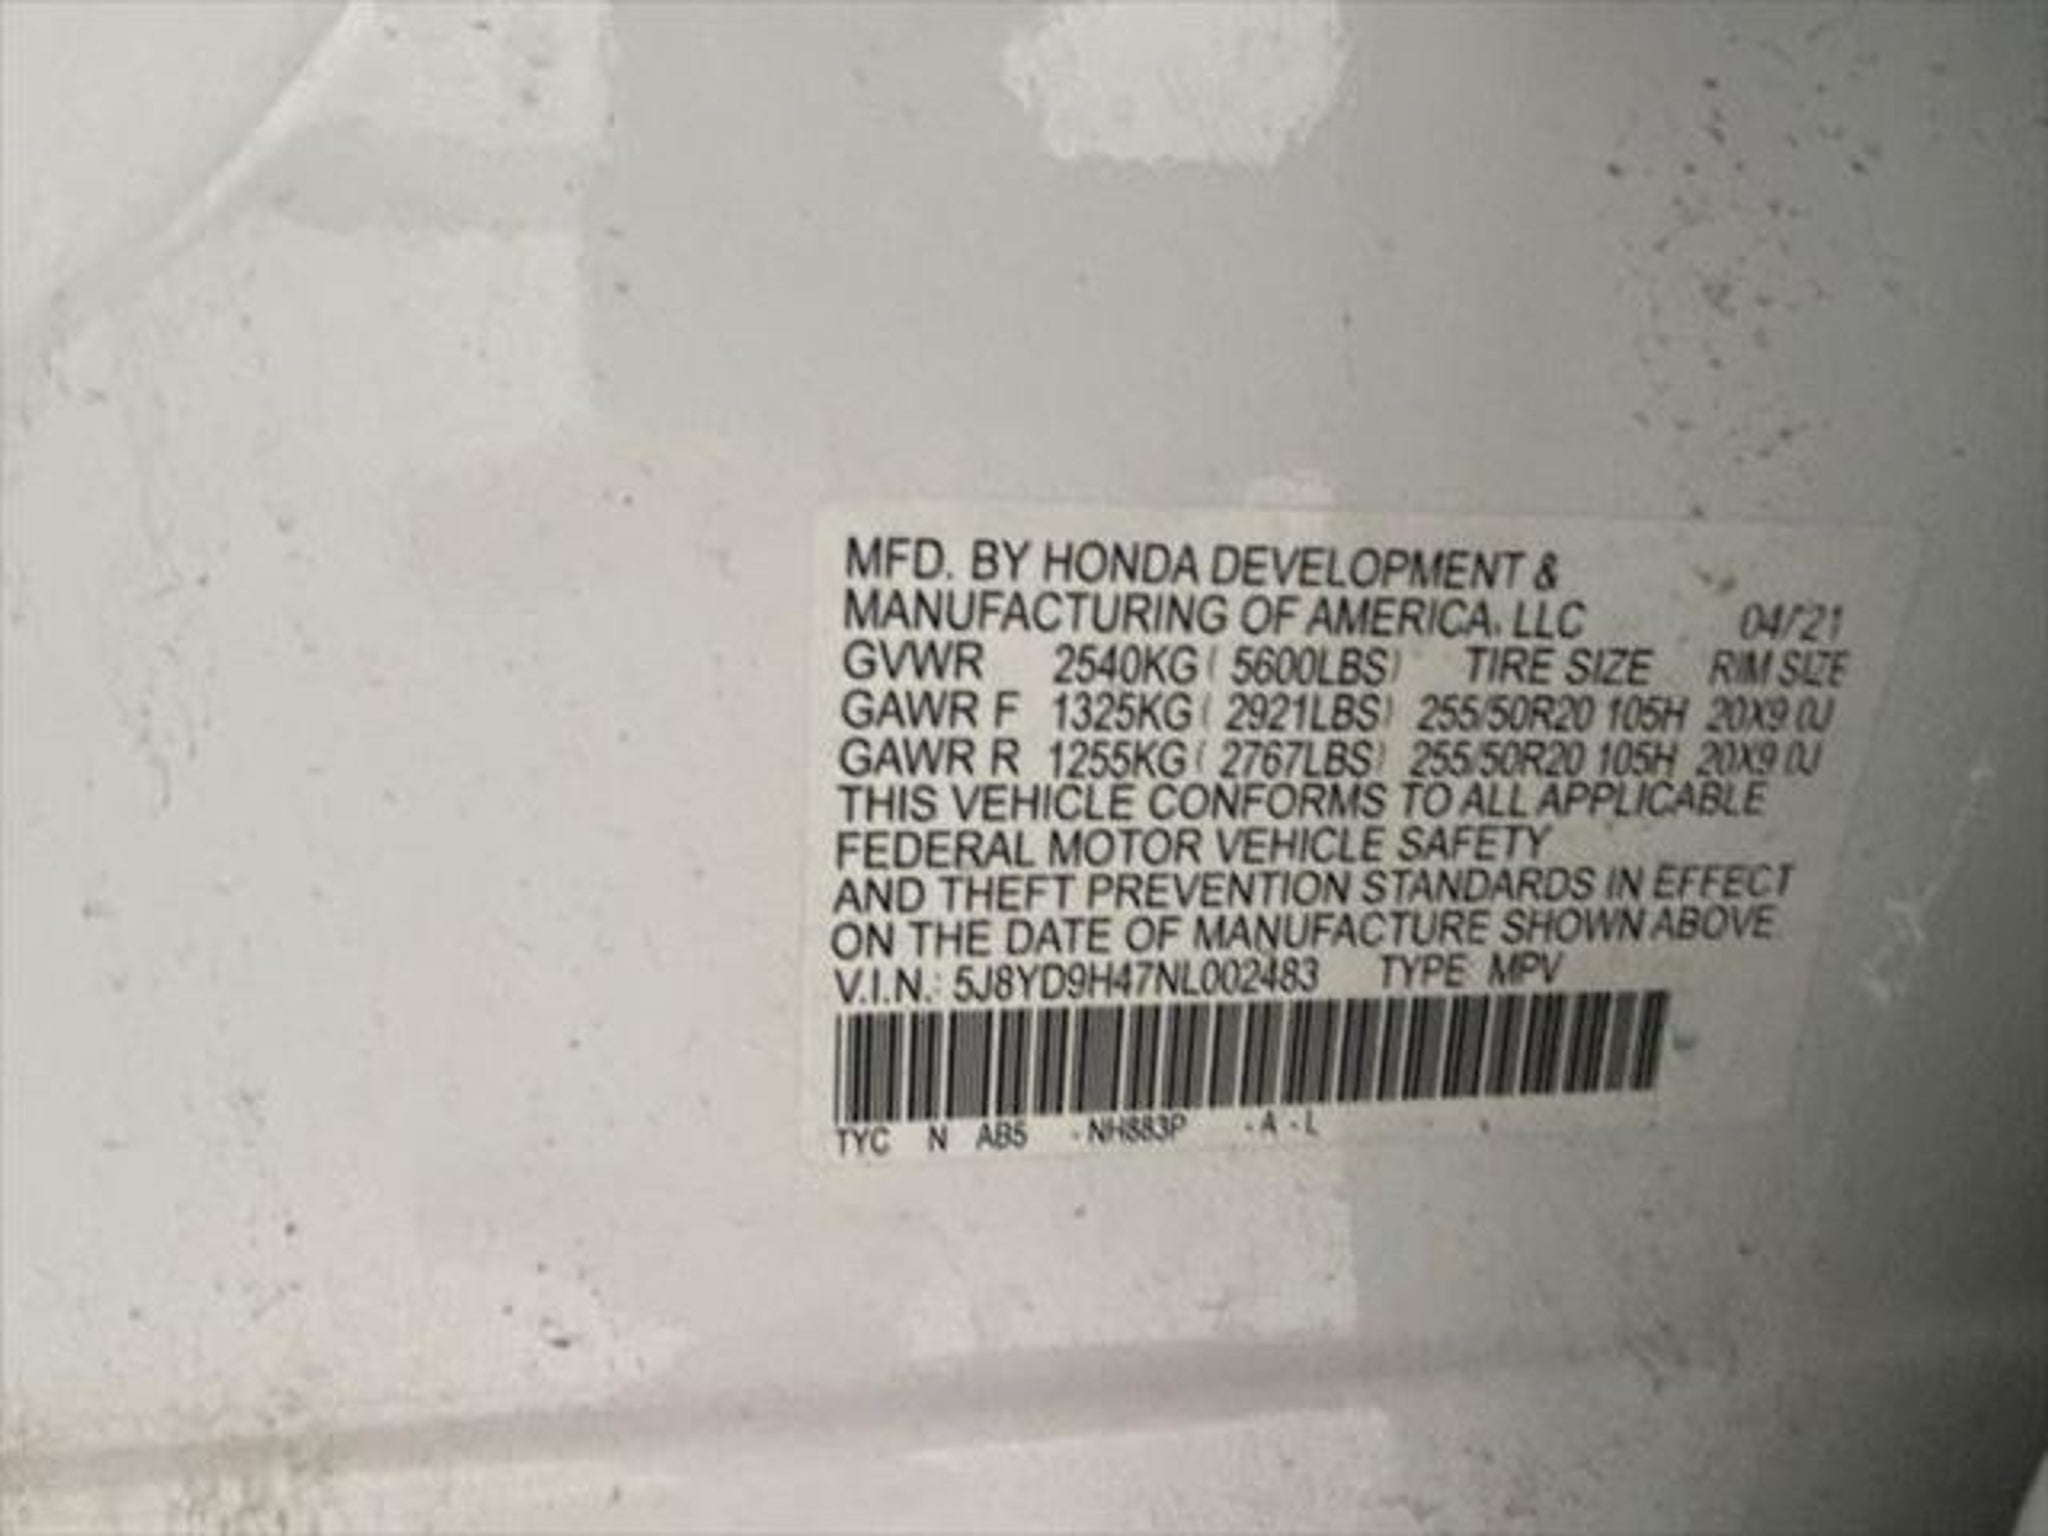 MFD. BY HONDA DEVELOPMENT &
MANUFACTURING OF AMERICA, LLC 04/21
GVWR 2540KG ( 5600LBS) TIRE SIZE RIM SIZE
GAWR F 1325KG ( 2921LBS) 255/50R20 105H 20X9.0J
GAWR R 1255KG ( 2767LBS) 255/50R20 105H 20X9.0J
THIS VEHICLE CONFORMS TO ALL APPLICABLE
FEDERAL MOTOR VEHICLE SAFETY
AND THEFT PREVENTION STANDARDS IN EFFECT
ON THE DATE OF MANUFACTURE SHOWN ABOVE
V.I.N.: 5J8YD9H47NL002483 TYPE: MPV
TYC N AB5 - NH883P - A - L